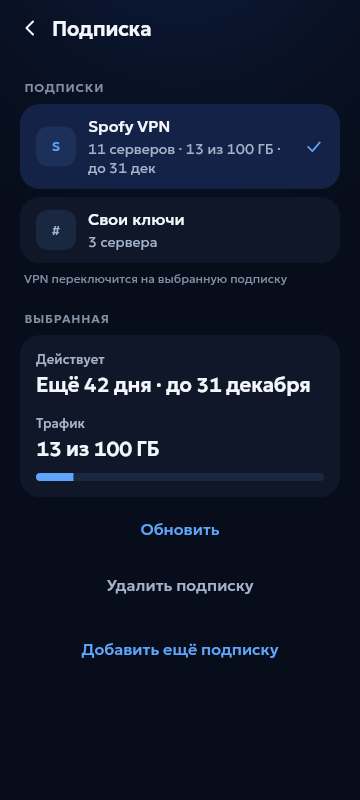 Подписка
ПОДПИСКИ
S
Spofy VPN
11 серверов · 13 из 100 ГБ ·
до 31 дек
#
Свои ключи
3 сервера
VPN переключится на выбранную подписку
ВЫБРАННАЯ
Действует
Ещё 42 дня · до 31 декабря
Трафик
13 из 100 ГБ
Обновить
Удалить подписку
Добавить ещё подписку